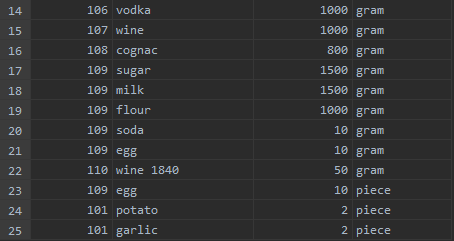 14 106 vodka 1000 gram
15 107 wine 1000 gram
16 108 cognac 800 gram
17 109 sugar 1500 gram
18 109 milk 1500 gram
19 109 flour 1000 gram
20 109 soda 10 gram
21 109 egg 10 gram
22 110 wine 1840 50 gram
23 109 egg 10 piece
24 101 potato 2 piece
25 101 garlic 2 piece